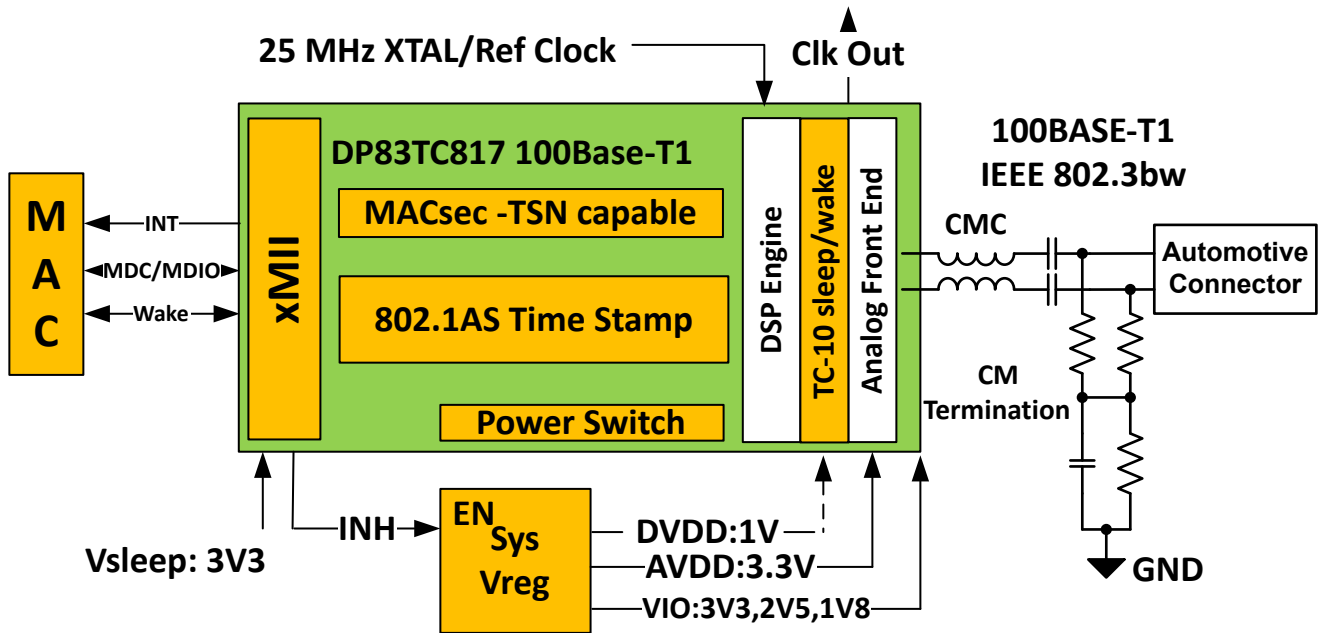 25 MHz XTAL/Ref Clock
Clk Out
100BASE-T1
IEEE 802.3bw
DP83TC817 100Base-T1
MACsec -TSN capable
802.1AS Time Stamp
Power Switch
xMII
DSP Engine
TC-10 sleep/wake
Analog Front End
M
A
C
INT
MDC/MDIO
Wake
CMC
Automotive
Connector
CM
Termination
GND
Vsleep: 3V3
INH
EN
Sys
Vreg
DVDD:1V
AVDD:3.3V
VIO:3V3,2V5,1V8